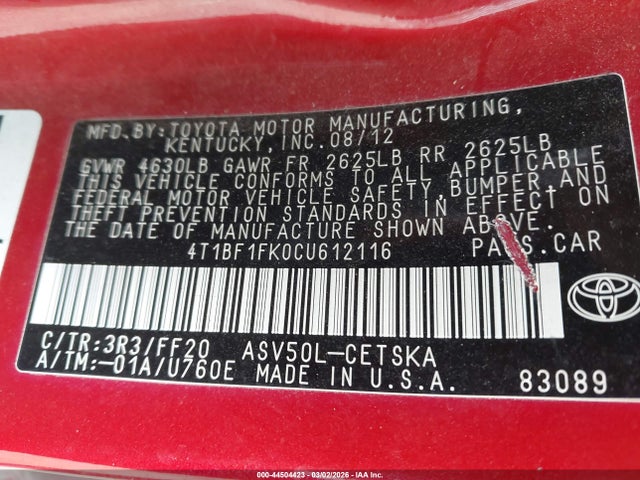 MFD. BY: TOYOTA MOTOR MANUFACTURING,
KENTUCKY, INC. 08/12
GVWR 4630LB GAWR FR 2625LB RR 2625LB
THIS VEHICLE CONFORMS TO ALL APPLICABLE
FEDERAL MOTOR VEHICLE SAFETY, BUMPER, AND
THEFT PREVENTION STANDARDS IN EFFECT ON
THE DATE OF MANUFACTURE SHOWN ABOVE.
4T1BF1FK0CU612116 PASS.CAR
C/TR:3R3/FF20 ASV50L-CETSKA
A/TM:-01A/U760E MADE IN U.S.A. 83089
TOYOTA
000-44504423 - 03/02/2026 - IAAI.COM